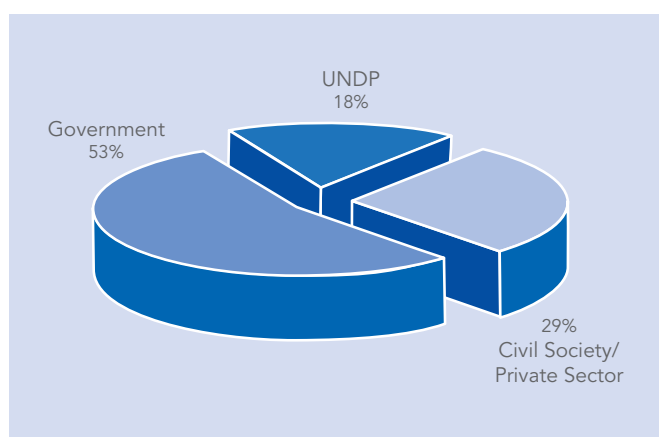 UNDP
18%
Government
53%
29%
Civil Society/
Private Sector